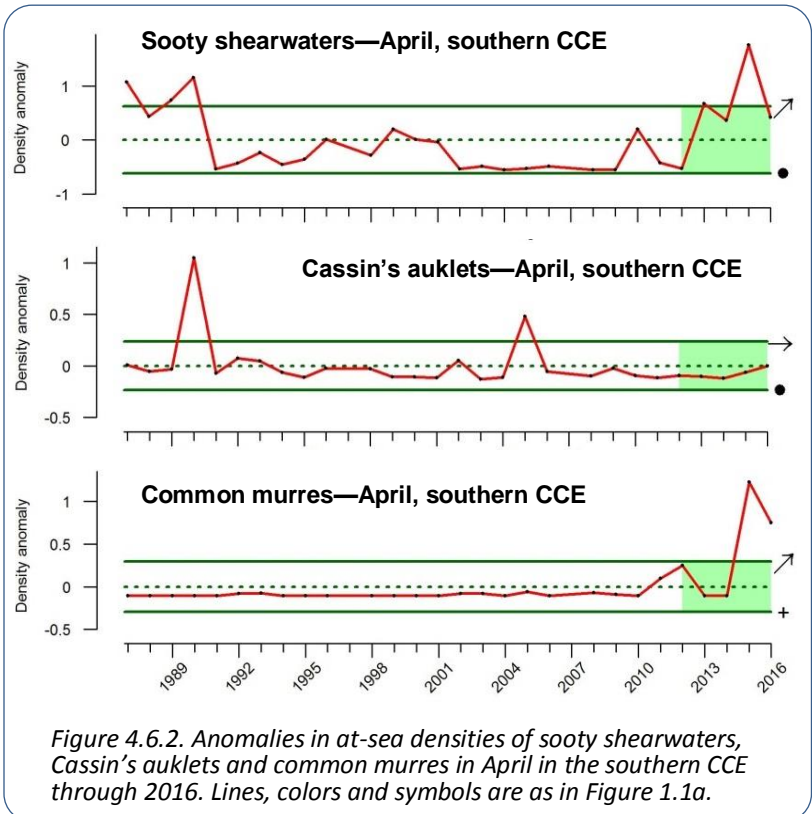 Sooty shearwaters—April, southern CCE
Density anomaly
1
0
-1
Cassin's auklets—April, southern CCE
Density anomaly
1
0.5
0
-0.5
Common murres—April, southern CCE
Density anomaly
1
0.5
0
-0.5
1989 1992 1995 1998 2001 2004 2007 2010 2013 2016
Figure 4.6.2. Anomalies in at-sea densities of sooty shearwaters,
Cassin's auklets and common murres in April in the southern CCE
through 2016. Lines, colors and symbols are as in Figure 1.1a.